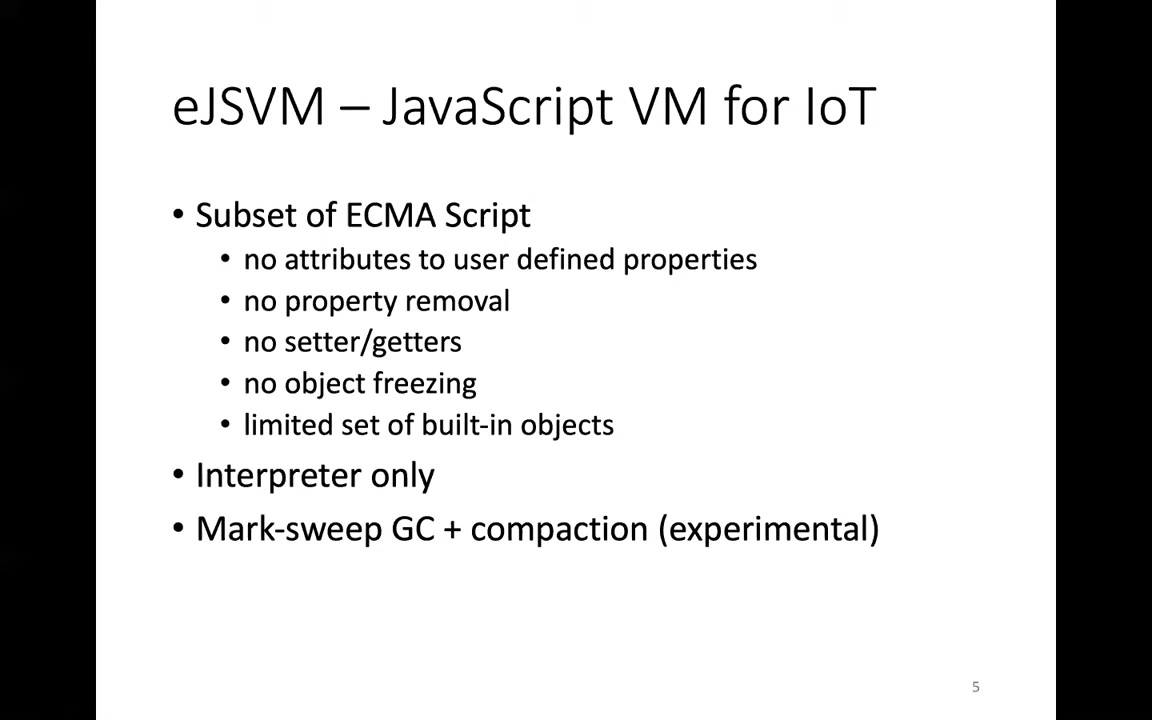 eJSVM – JavaScript VM for IoT
• Subset of ECMA Script
• no attributes to user defined properties
• no property removal
• no setter/getters
• no object freezing
• limited set of built-in objects
• Interpreter only
• Mark-sweep GC + compaction (experimental)
5